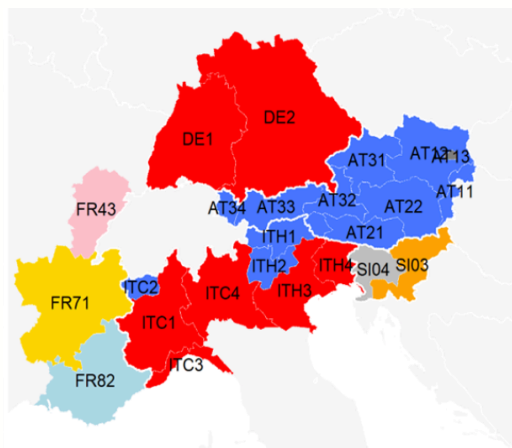 DE1
DE2
AT31
AT12
AT13
AT11
FR43
AT34
AT33
AT32
AT22
AT21
ITH1
ITH2
ITH4
SI04
SI03
ITC2
FR71
ITC1
ITC4
ITH3
ITC3
FR82